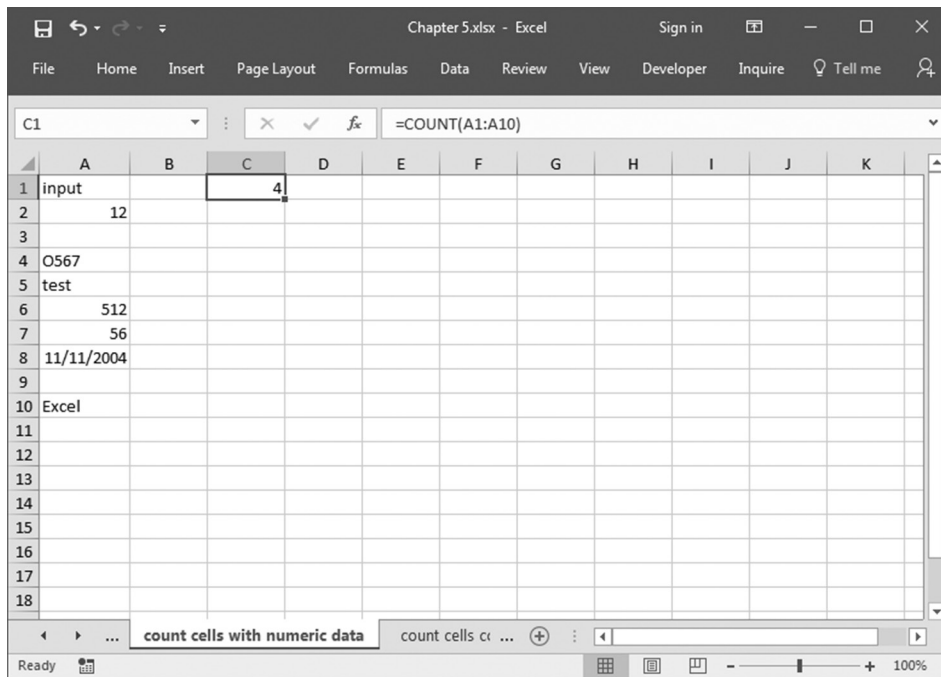 Chapter 5.xlsx - Excel
Sign in
File Home Insert Page Layout Formulas Data Review View Developer Inquire Tell me
C1 fx =COUNT(A1:A10)
A B C D E F G H I J K
1 input 4
2 12
3
4 O567
5 test
6 512
7 56
8 11/11/2004
9
10 Excel
11
12
13
14
15
16
17
18
... count cells with numeric data count cells cc ...
Ready 100%